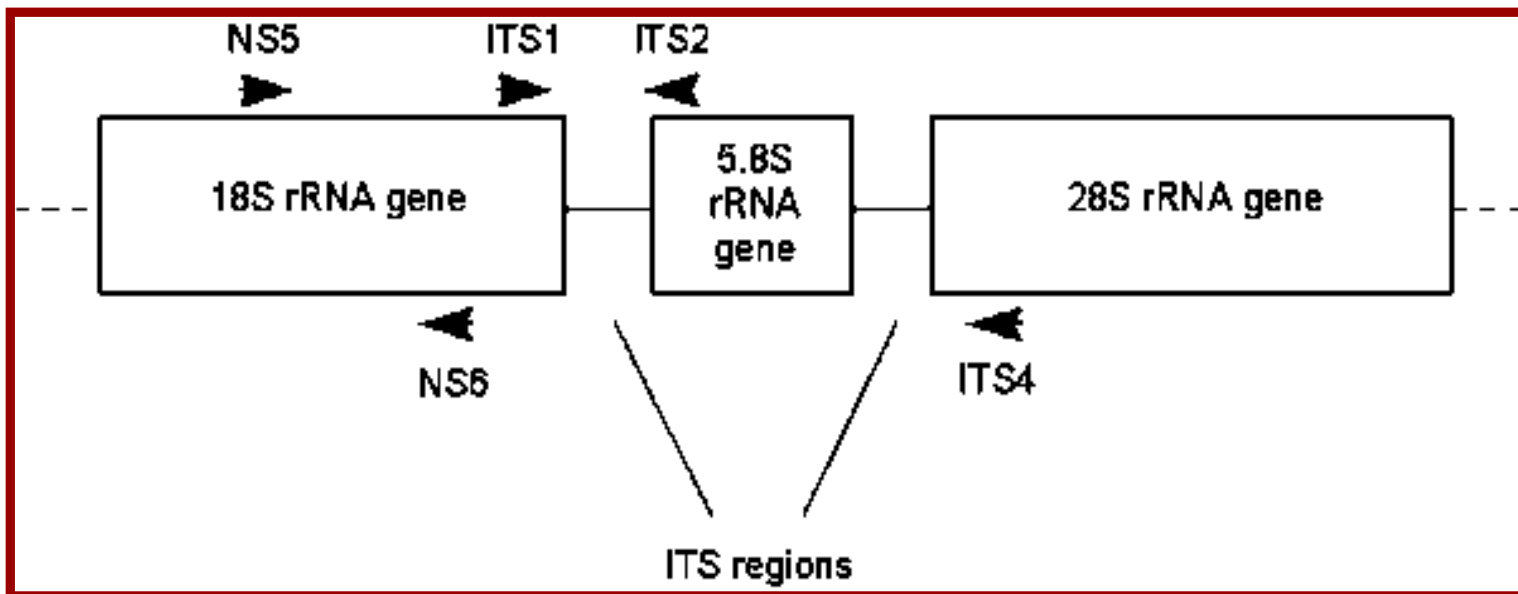 NS5 ITS1 ITS2
18S rRNA gene
5.8S
rRNA
gene
28S rRNA gene
NS6
ITS4
ITS regions